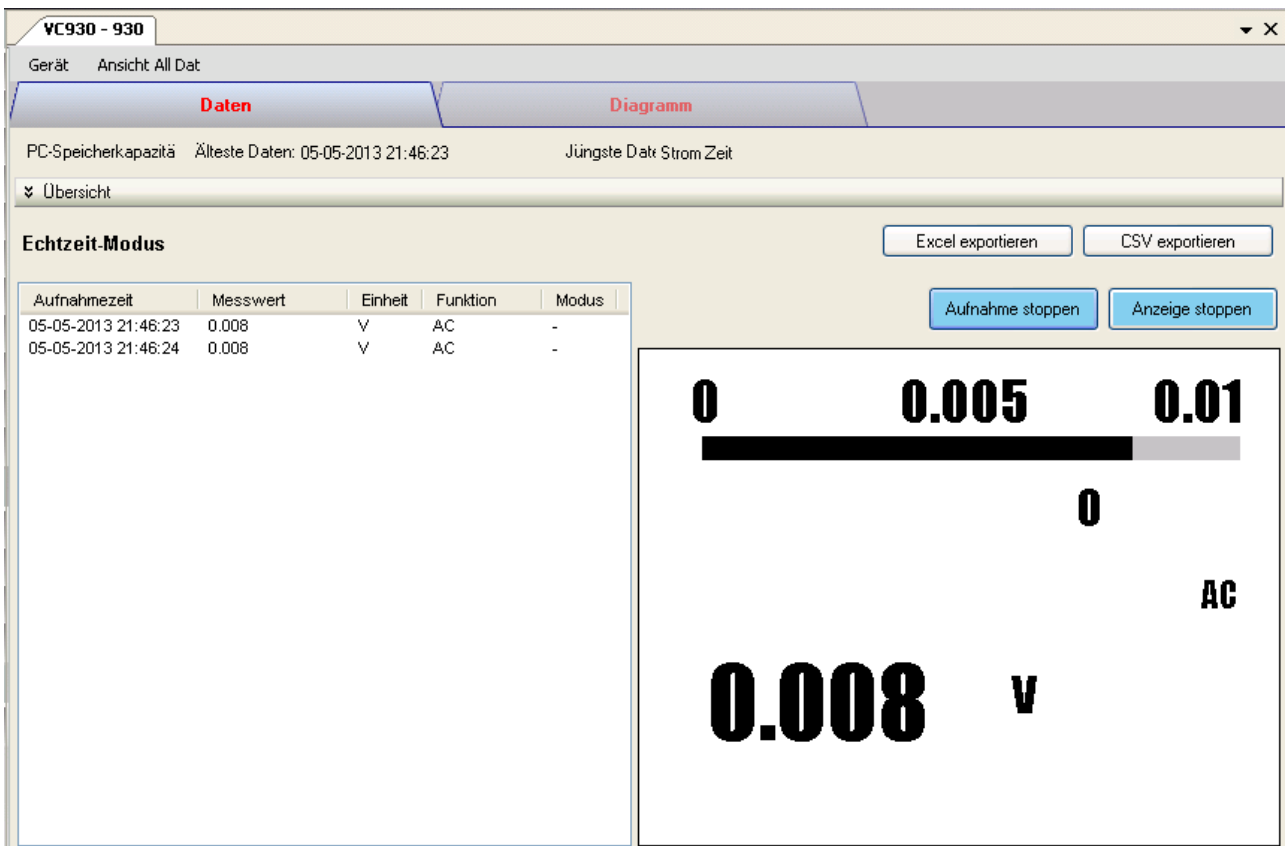 VC930 - 930
Gerät Ansicht All Dat
Daten Diagramm
PC-Speicherkapazitä Älteste Daten: 05-05-2013 21:46:23 Jüngste Date Strom Zeit
Übersicht
Echtzeit-Modus Excel exportieren CSV exportieren
Aufnahmezeit Messwert Einheit Funktion Modus
05-05-2013 21:46:23 0.008 V AC -
05-05-2013 21:46:24 0.008 V AC -
Aufnahme stoppen Anzeige stoppen
0 0.005 0.01
0
AC
0.008 V